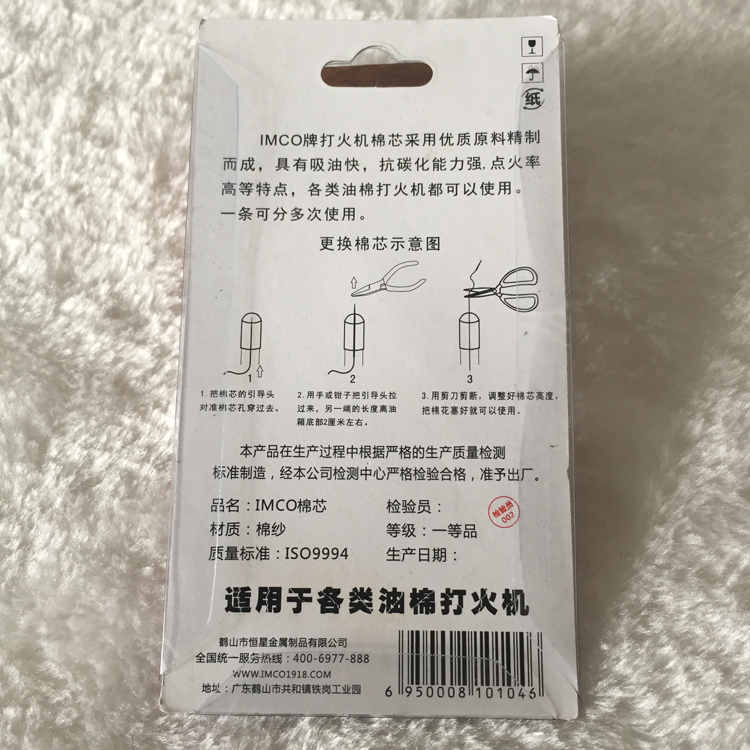 纸
IMCO牌打火机棉芯采用优质原料精制
而成，具有吸油快，抗碳化能力强，点火率
高等特点，各类油棉打火机都可以使用。
一条可分多次使用。
更换棉芯示意图
1
2
3
1.把棉芯的引导头
对准棉芯孔穿过去。
2.用手或钳子把引导头拉
过来，另一端的长度离油
箱底部2厘米左右。
3.用剪刀剪断，调整好棉芯高度，
把棉花塞好就可以使用。
本产品在生产过程中根据严格的生产质量检测
标准制造，经本公司检测中心严格检验合格，准予出厂。
品名：IMCO棉芯
检验员：
检验员
002
材质：棉纱
等级：一等品
质量标准：ISO9994
生产日期：
适用于各类油棉打火机
鹤山市恒星金属制品有限公司
全国统一服务热线：400-6977-888
WWW.IMCO1918.COM
地址：广东鹤山市共和镇铁岗工业园
6 950008 101046